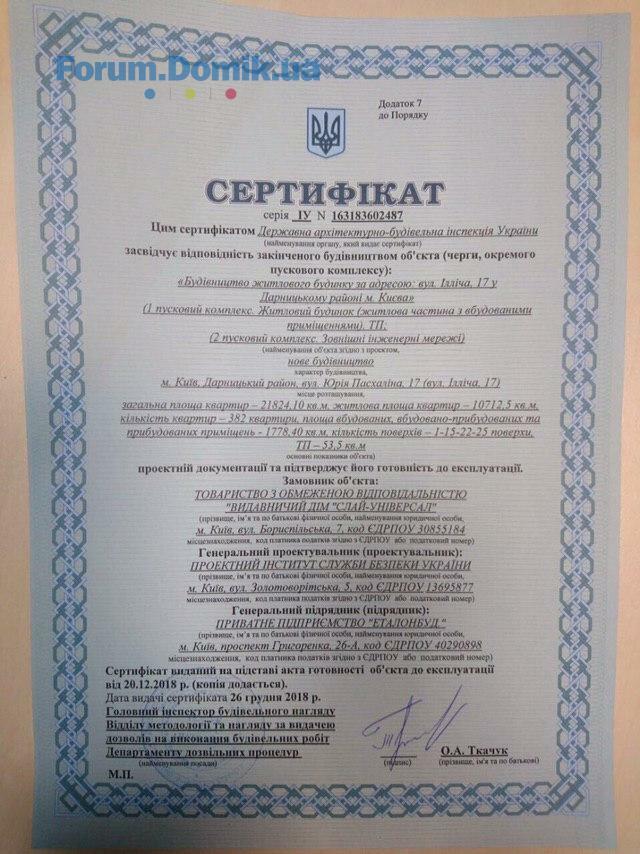 Forum.Domik.ua
Додаток 7
до Порядку
СЕРТИФІКАТ
серія ІУ N 163183602487
Цим сертифікатом Державна архітектурно-будівельна інспекція України
(найменування органу, який видає сертифікат)
засвідчує відповідність закінченого будівництвом об'єкта (черги, окремого
пускового комплексу):
«Будівництво житлового будинку за адресою: вул. Ілліча, 17 у
Дарницькому районі м. Києва»
(1 пусковий комплекс. Житловий будинок (житлова частина з вбудованими
приміщеннями). ТП;
(2 пусковий комплекс. Зовнішні інженерні мережі)
(найменування об'єкта згідно з проектом,
нове будівництво
характер будівництва,
м. Київ, Дарницький район, вул. Юрія Пасхаліна, 17 (вул. Ілліча, 17)
місце розташування,
загальна площа квартир – 21824,10 кв.м, житлова площа квартир – 10712,5 кв.м,
кількість квартир – 382 квартири, площа вбудованих, вбудовано-прибудованих та
прибудованих приміщень - 1778,40 кв.м, кількість поверхів – 1-15-22-25 поверхи,
ТП – 53,5 кв.м
основні показники об'єкта)
проектній документації та підтверджує його готовність до експлуатації.
Замовник об'єкта:
ТОВАРИСТВО З ОБМЕЖЕНОЮ ВІДПОВІДАЛЬНІСТЮ
"ВИДАВНИЧИЙ ДІМ "СЛАЙ-УНІВЕРСАЛ"
(прізвище, ім'я та по батькові фізичної особи, найменування юридичної особи,
м. Київ, вул. Бориспільська, 7, код ЄДРПОУ 30855184
місцезнаходження, код платника податків згідно з ЄДРПОУ або податковий номер)
Генеральний проектувальник (проектувальник):
ПРОЕКТНИЙ ІНСТИТУТ СЛУЖБИ БЕЗПЕКИ УКРАЇНИ
(прізвище, ім'я та по батькові фізичної особи, найменування юридичної особи,
м. Київ, вул. Золотоворітська, 5, код ЄДРПОУ 13695877
місцезнаходження, код платника податків згідно з ЄДРПОУ або податковий номер)
Генеральний підрядник (підрядник):
ПРИВАТНЕ ПІДПРИЄМСТВО "ЕТАЛОНБУД "
(прізвище, ім'я та по батькові фізичної особи, найменування юридичної особи,
м. Київ, проспект Григоренка, 26-А, код ЄДРПОУ 40290898
місцезнаходження, код платника податків згідно з ЄДРПОУ або податковий номер)
Сертифікат виданий на підставі акта готовності об'єкта до експлуатації
від 20.12.2018 р. (копія додається).
Дата видачі сертифіката 26 грудня 2018 р.
Головний інспектор будівельного нагляду
Відділу методології та нагляду за видачею
дозволів на виконання будівельних робіт
Департаменту дозвільних процедур О.А. Ткачук
(найменування посади) (підпис) (прізвище, ім'я та по батькові)
М.П.